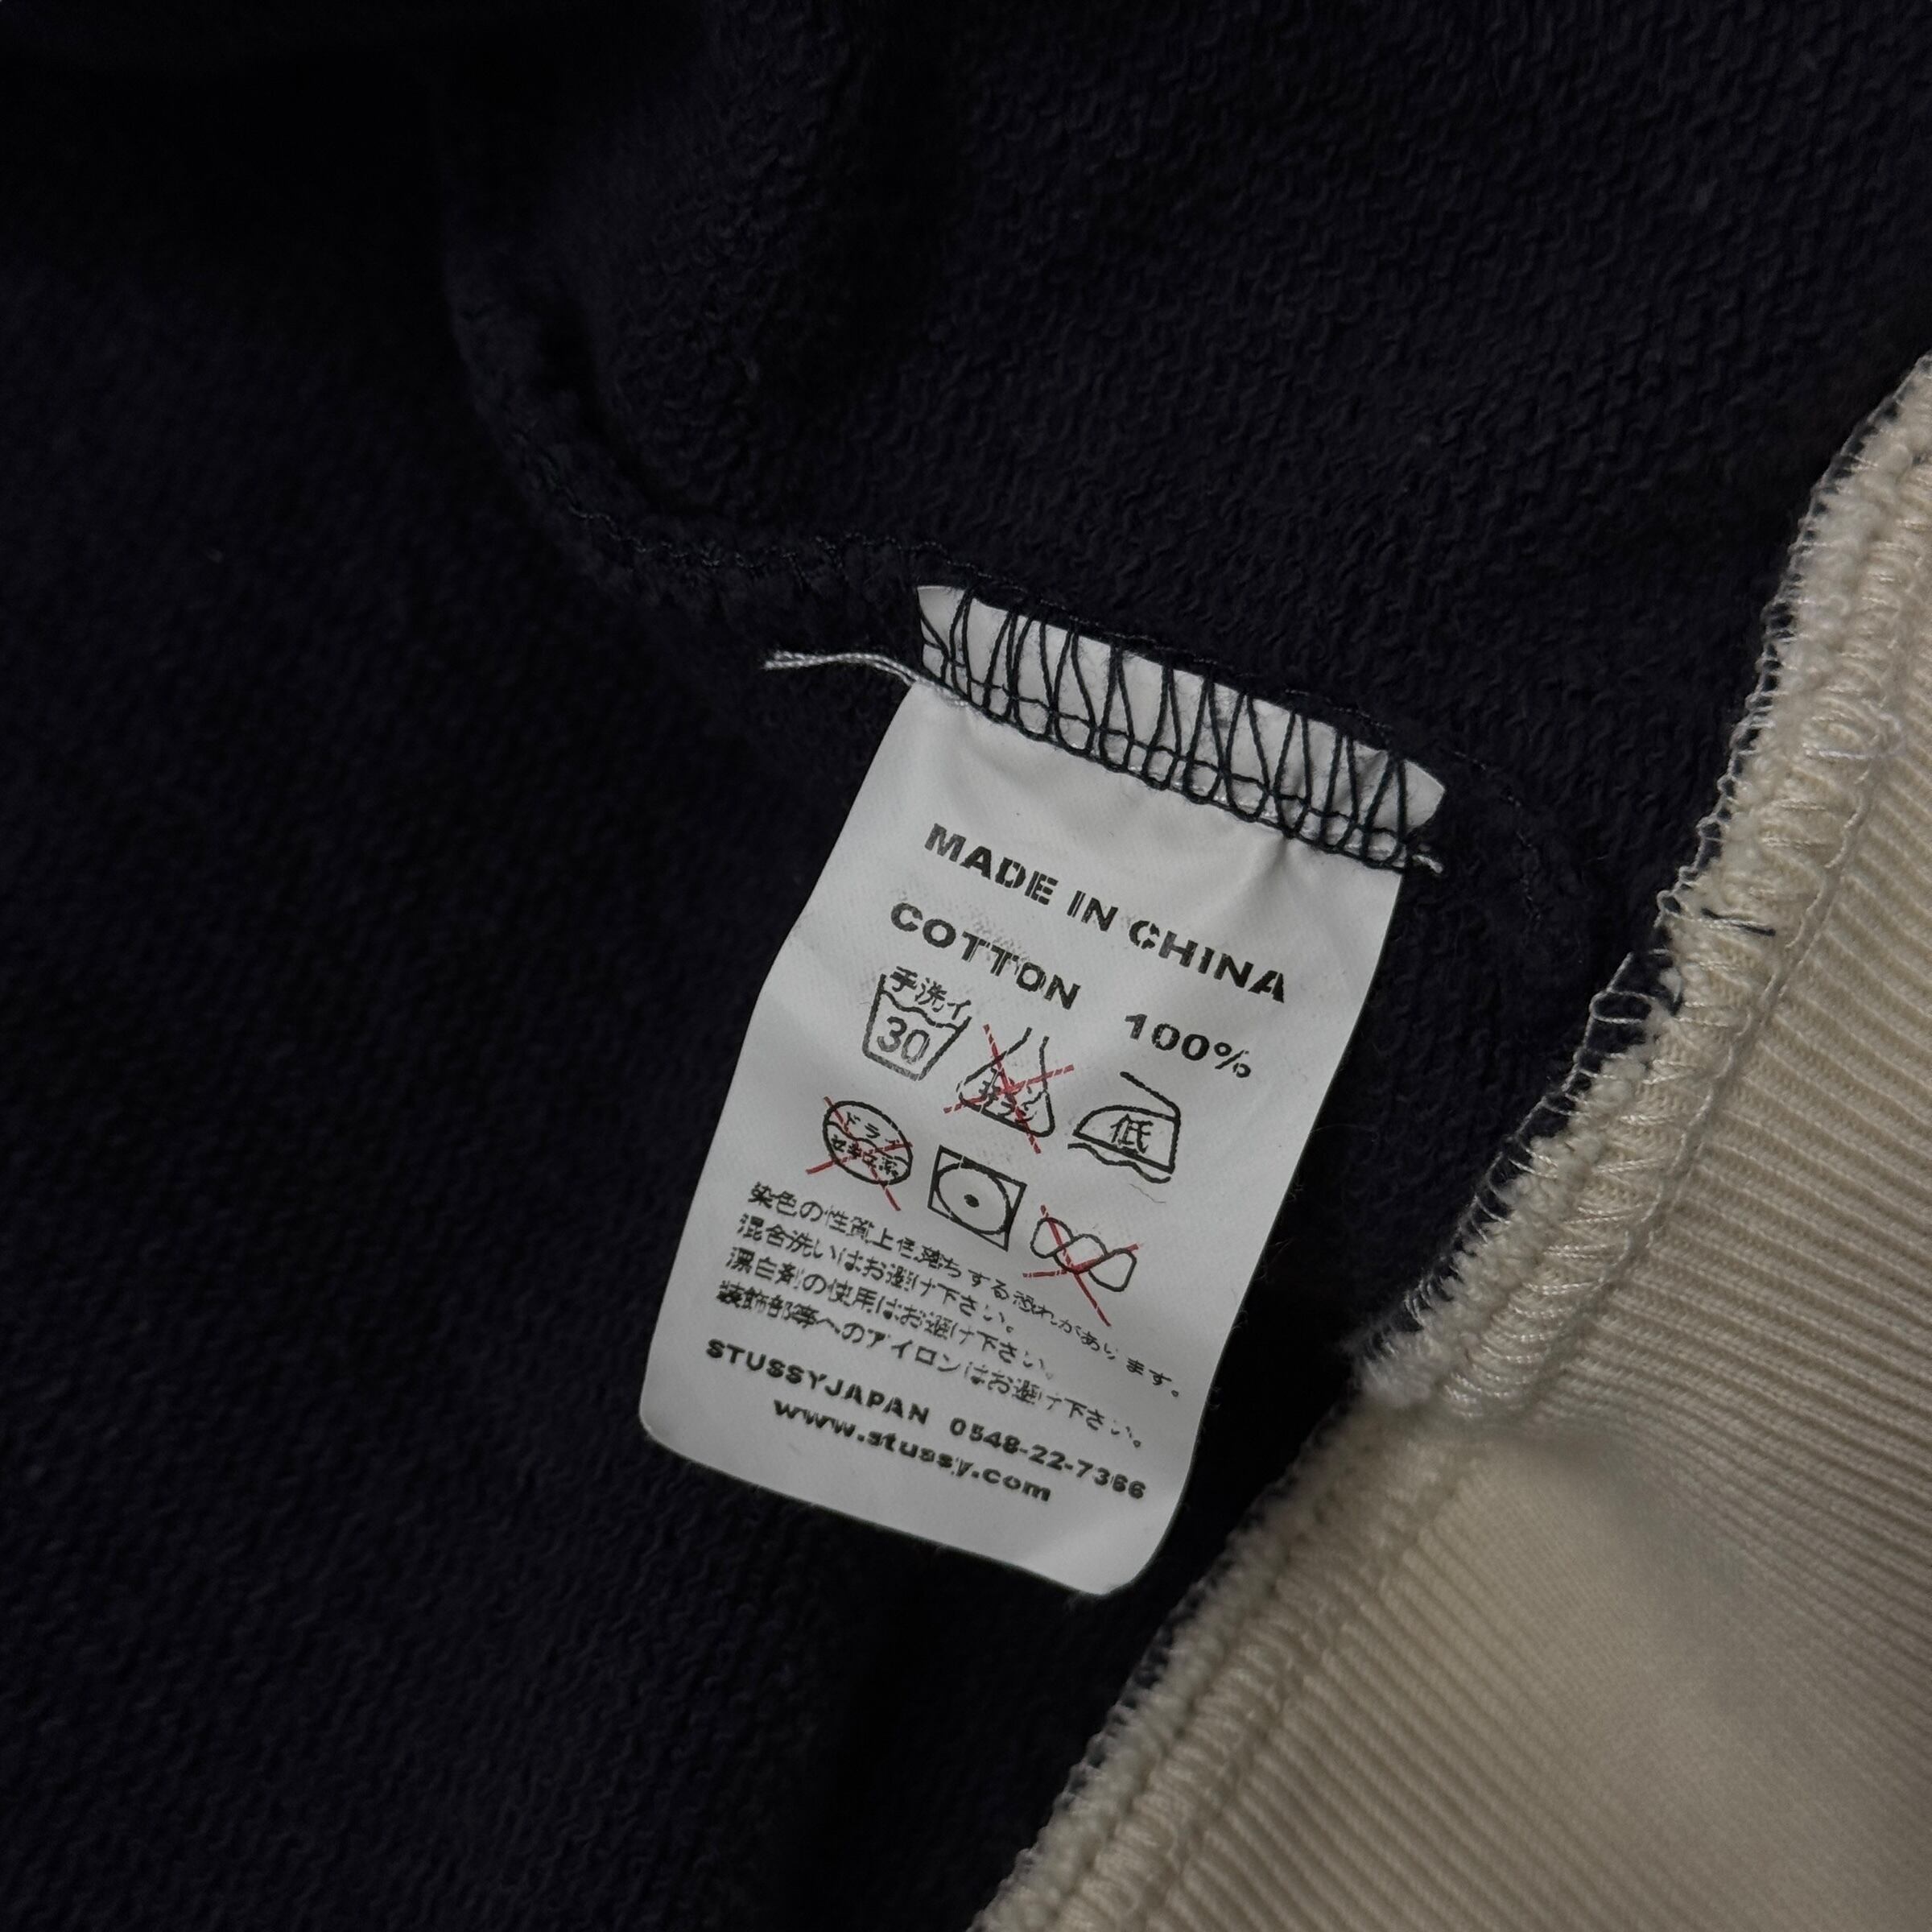 MADE IN CHINA
COTTON 100%
手洗イ
30
低
染色の性質上色落ちする恐れがあります。
混合洗いはお避け下さい。
漂白剤の使用はお避け下さい。
装飾部等へのアイロンはお避け下さい。
STUSSYJAPAN 0548-22-7366
www.stussy.com